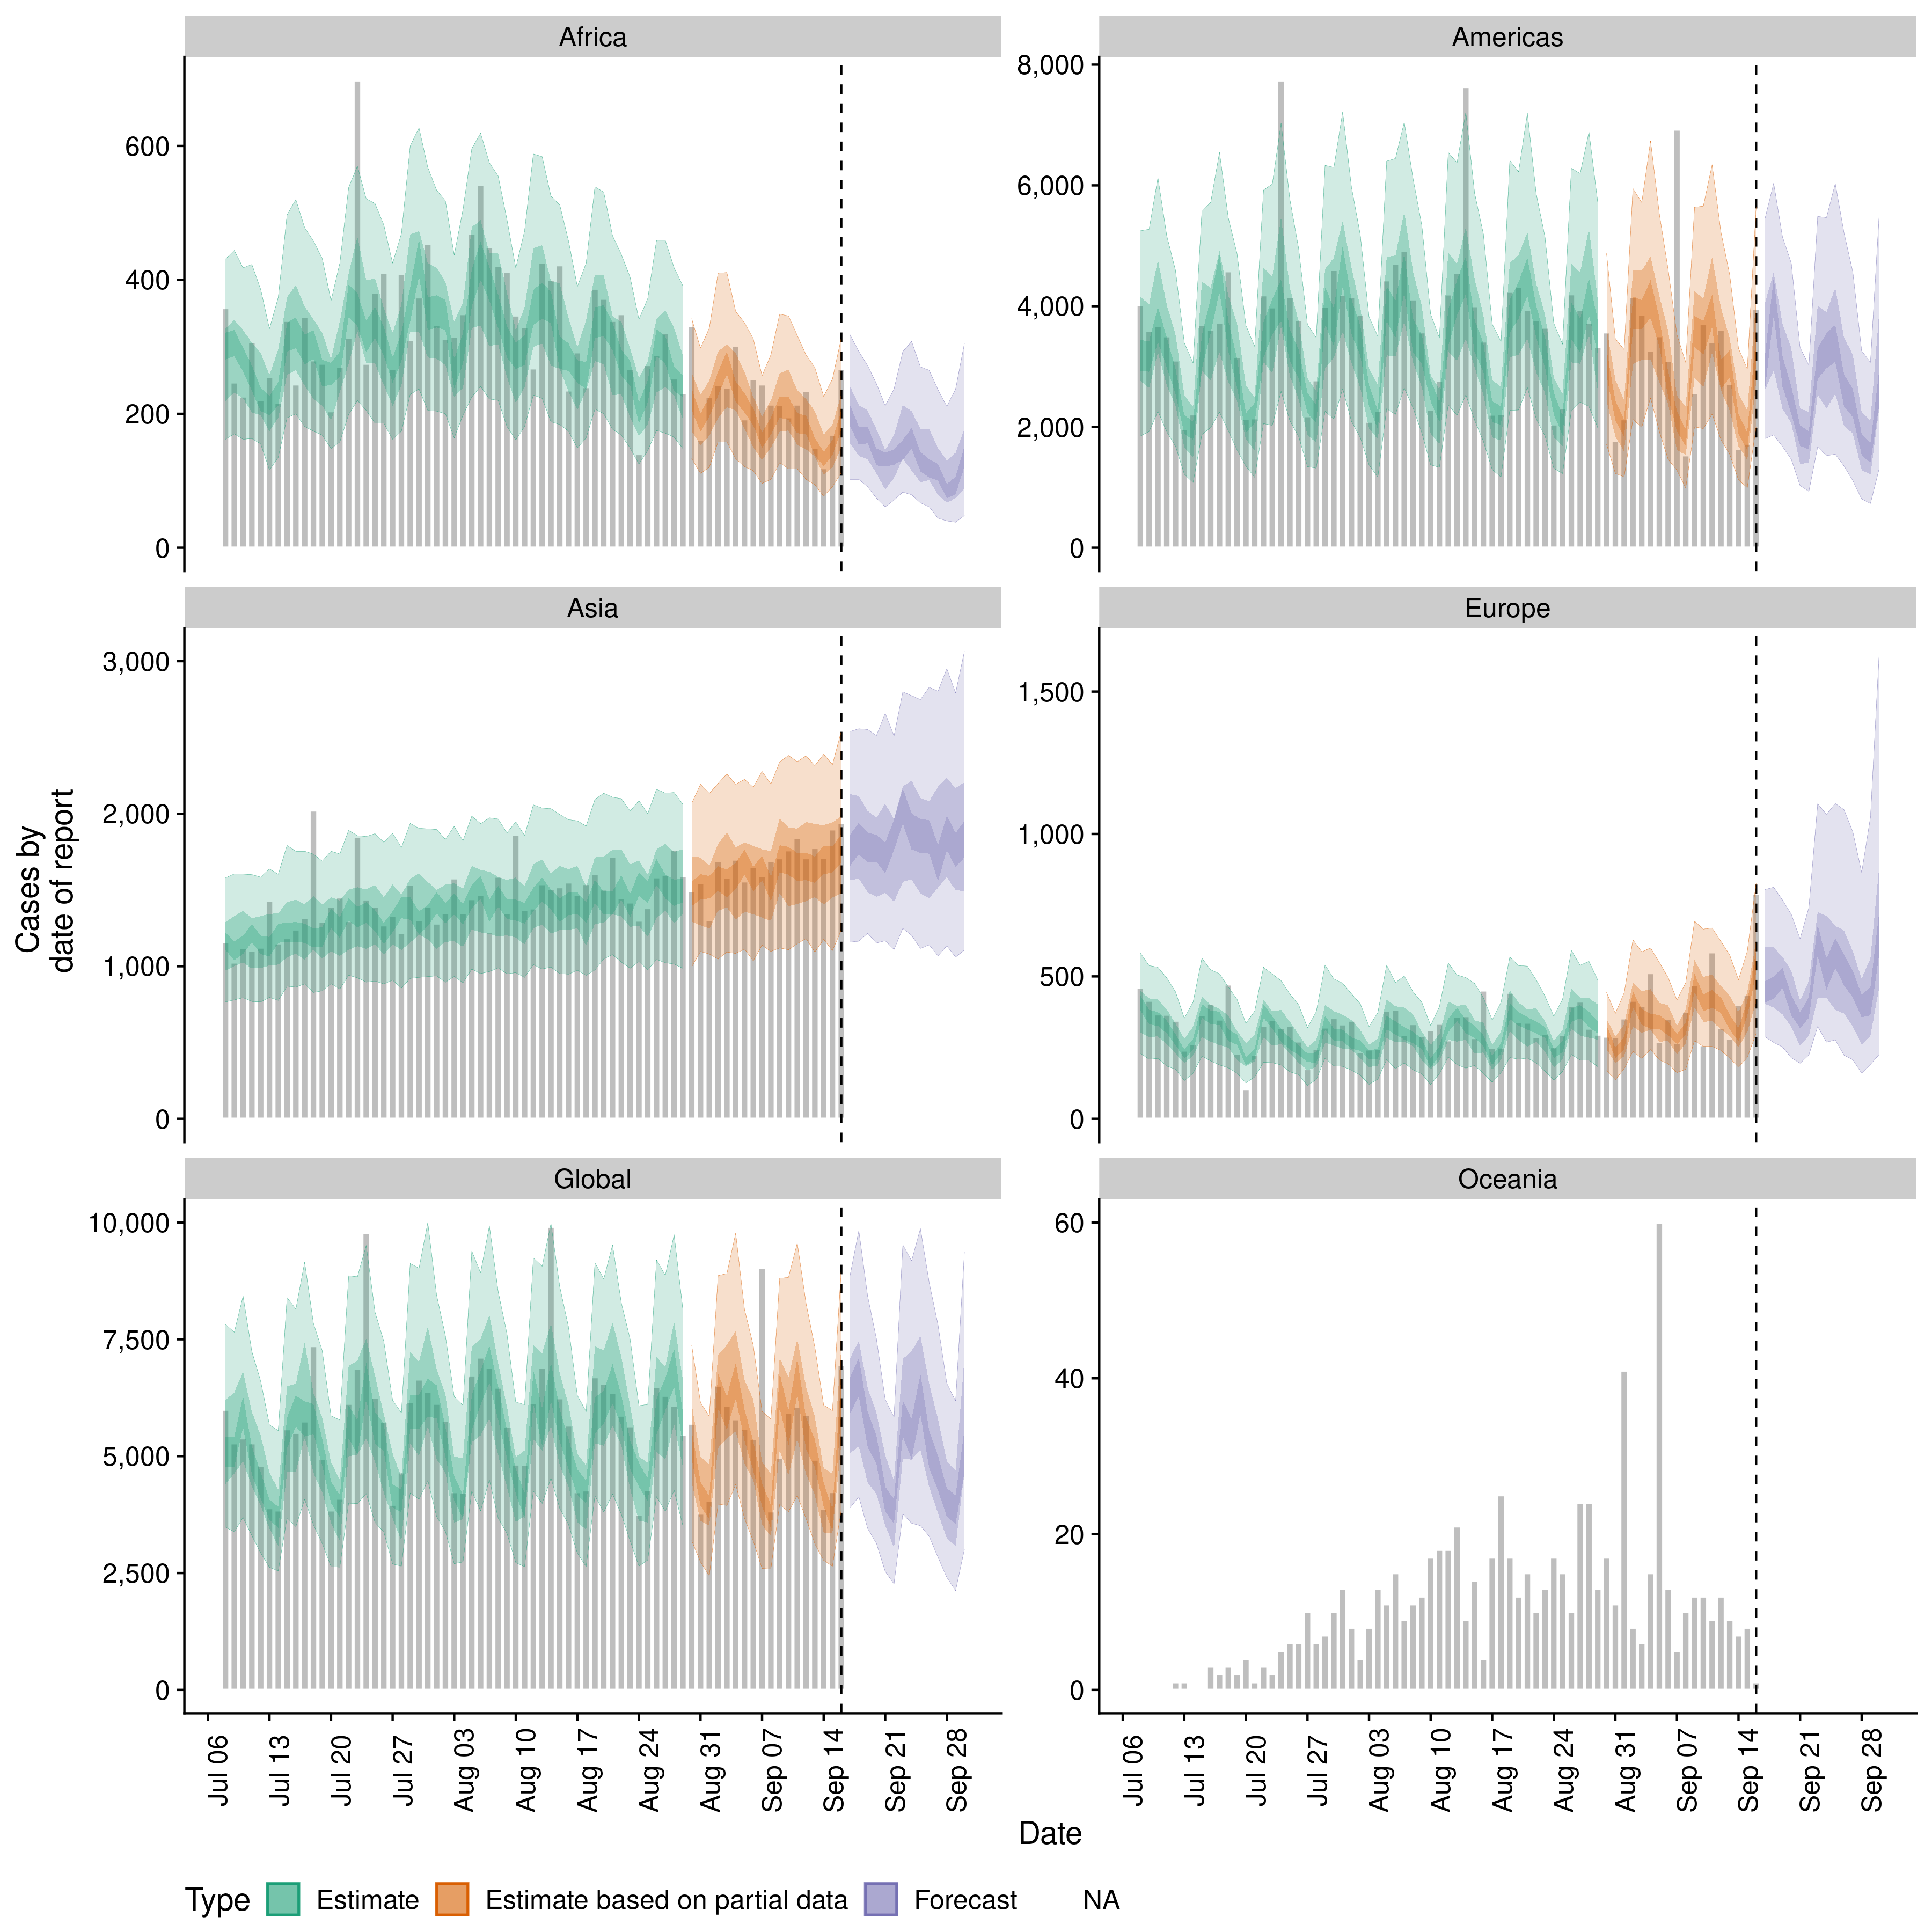 Africa
Americas
600
400
200
0
8,000
6,000
4,000
2,000
0
Asia
Europe
3,000
2,000
1,000
0
1,500
1,000
500
0
Cases by
date of report
Global
Oceania
10,000
7,500
5,000
2,500
0
60
40
20
0
Jul 06
Jul 13
Jul 20
Jul 27
Aug 03
Aug 10
Aug 17
Aug 24
Aug 31
Sep 07
Sep 14
Sep 21
Sep 28
Jul 06
Jul 13
Jul 20
Jul 27
Aug 03
Aug 10
Aug 17
Aug 24
Aug 31
Sep 07
Sep 14
Sep 21
Sep 28
Date
Type Estimate Estimate based on partial data Forecast NA